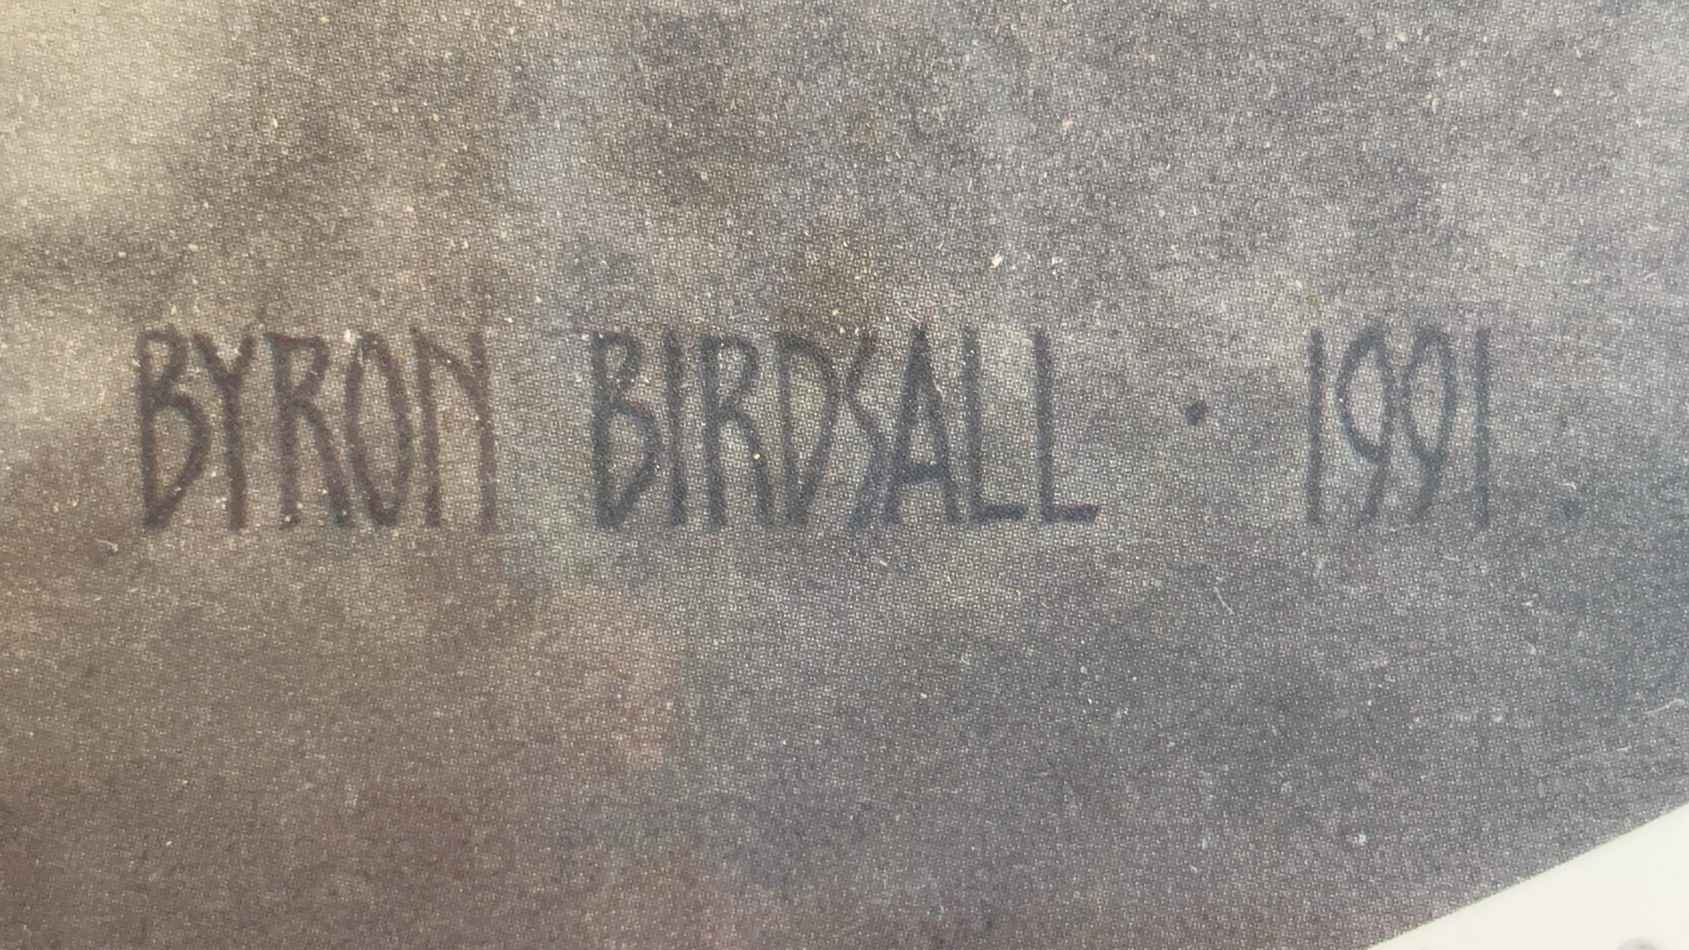 BYRON BIRDSALL · 1991.